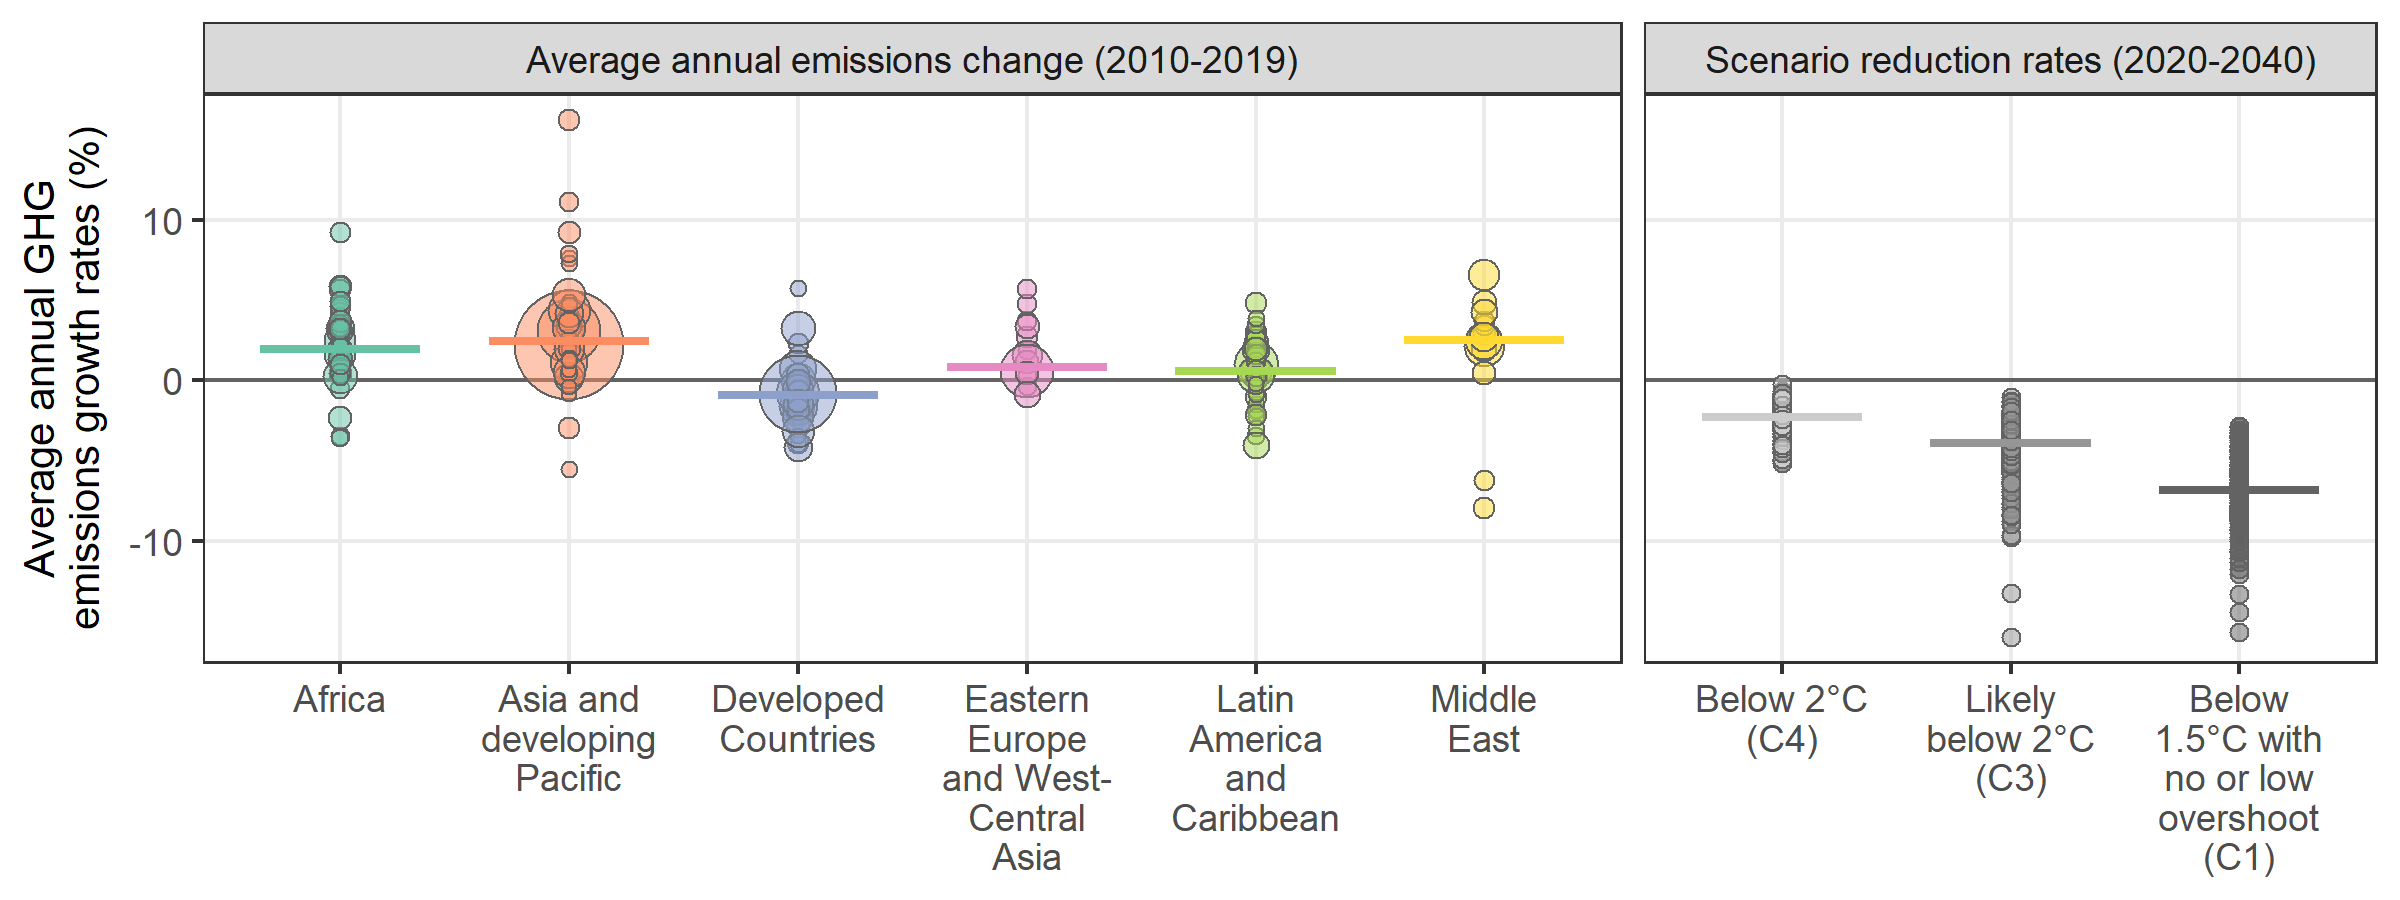 Average annual emissions change (2010-2019)
Scenario reduction rates (2020-2040)
Average annual GHG
emissions growth rates (%)
10
0
-10
Africa
Asia and
developing
Pacific
Developed
Countries
Eastern
Europe
and West-
Central
Asia
Latin
America
and
Caribbean
Middle
East
Below 2°C
(C4)
Likely
below 2°C
(C3)
Below
1.5°C with
no or low
overshoot
(C1)